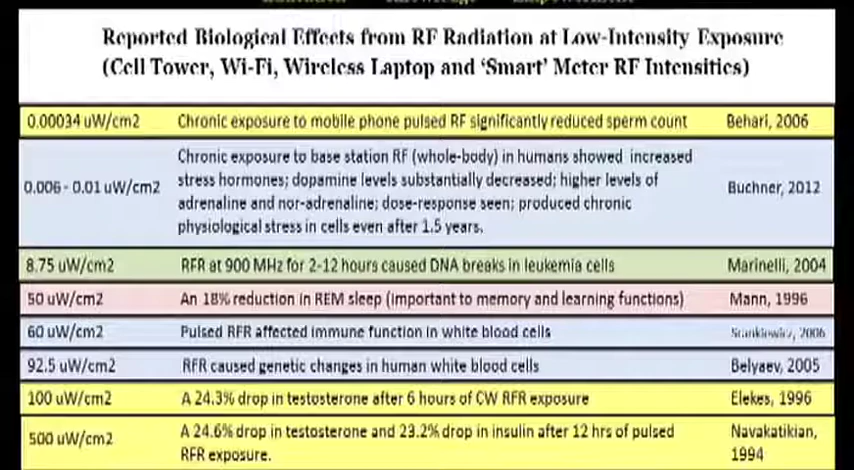 Reported Biological Effects from RF Radiation at Low-Intensity Exposure
(Cell Tower, Wi-Fi, Wireless Laptop and ‘Smart’ Meter RF Intensities)
0.00034 uW/cm2 Chronic exposure to mobile phone pulsed RF significantly reduced sperm count Behari, 2006
Chronic exposure to base station RF (whole-body) in humans showed increased
0.006 - 0.01 uW/cm2 stress hormones; dopamine levels substantially decreased; higher levels of Buchner, 2012
adrenaline and nor-adrenaline; dose-response seen; produced chronic
physiological stress in cells even after 1.5 years.
8.75 uW/cm2 RFR at 900 MHz for 2-12 hours caused DNA breaks in leukemia cells Marinelli, 2004
50 uW/cm2 An 18% reduction in REM sleep (important to memory and learning functions) Mann, 1996
60 uW/cm2 Pulsed RFR affected immune function in white blood cells Stankiewicz, 2006
92.5 uW/cm2 RFR caused genetic changes in human white blood cells Belyaev, 2005
100 uW/cm2 A 24.3% drop in testosterone after 6 hours of CW RFR exposure Elekes, 1996
500 uW/cm2 A 24.6% drop in testosterone and 23.2% drop in insulin after 12 hrs of pulsed Navakatikian,
RFR exposure. 1994